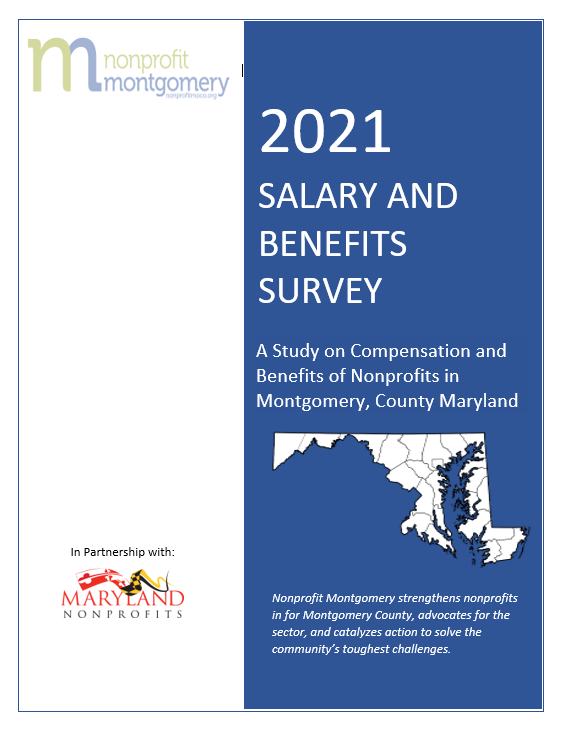 nonprofit
montgomery
nonprofitmoco.org
2021
SALARY AND
BENEFITS
SURVEY
A Study on Compensation and
Benefits of Nonprofits in
Montgomery, County Maryland
In Partnership with:
MARYLAND
NONPROFITS
Nonprofit Montgomery strengthens nonprofits
in for Montgomery County, advocates for the
sector, and catalyzes action to solve the
community's toughest challenges.